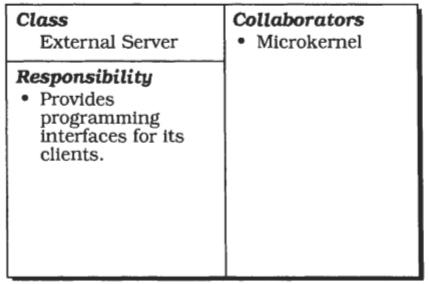 Class
External Server
Responsibility
• Provides
programming
interfaces for its
clients.
Collaborators
• Microkernel